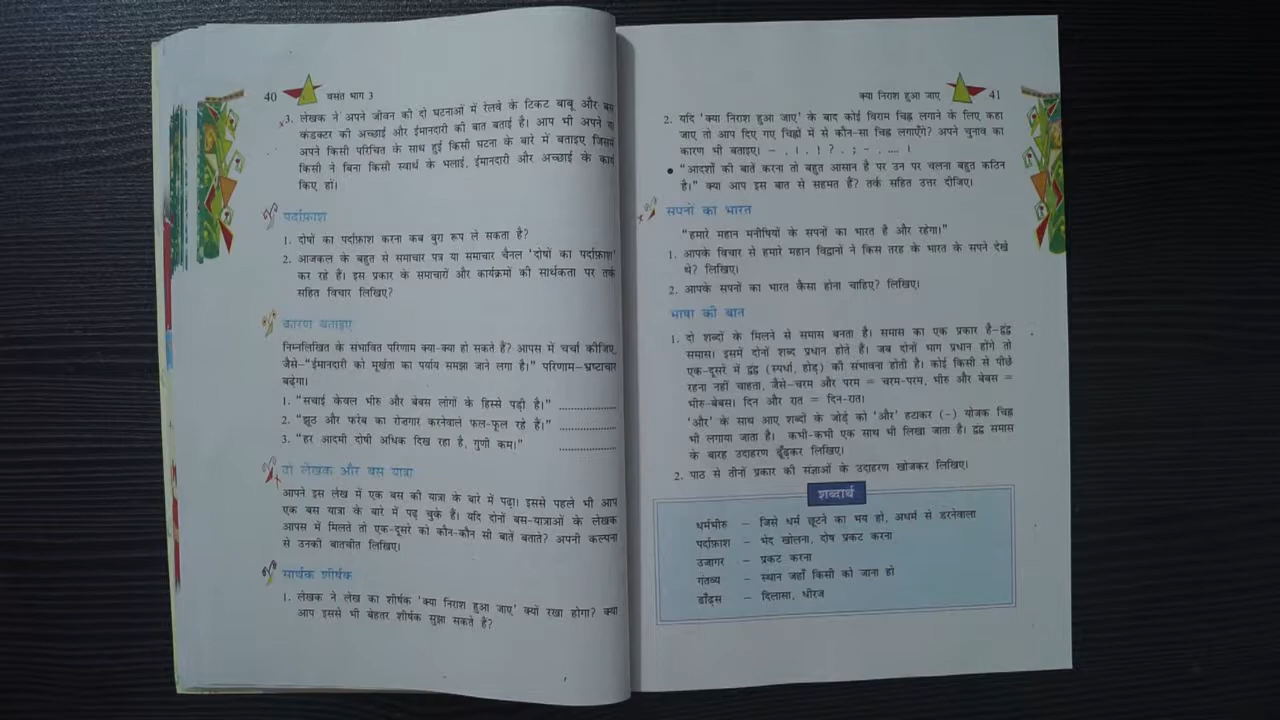 40 वसंत भाग 3
3. लेखक ने अपने जीवन की दो घटनाओं में रेलवे के टिकट बाबू और बस
कंडक्टर की अच्छाई और ईमानदारी की बात बताई है। आप भी अपने या
अपने किसी परिचित के साथ हुई किसी घटना के बारे में बताइए जिसमें
किसी ने बिना किसी स्वार्थ के भलाई, ईमानदारी और अच्छाई के कार्य
किए हों।
पर्दाफ़ाश
1. दोषों का पर्दाफ़ाश करना कब बुरा रूप ले सकता है?
2. आजकल के बहुत से समाचार पत्र या समाचार चैनल 'दोषों का पर्दाफ़ाश'
कर रहे हैं। इस प्रकार के समाचारों और कार्यक्रमों की सार्थकता पर तर्क
सहित विचार लिखिए?
कारण बताइए
निम्नलिखित के संभावित परिणाम क्या-क्या हो सकते हैं? आपस में चर्चा कीजिए,
जैसे–"ईमानदारी को मूर्खता का पर्याय समझा जाने लगा है।" परिणाम–भ्रष्टाचार
बढ़ेगा।
1. "सचाई केवल भीरु और बेबस लोगों के हिस्से पड़ी है।" ..................
2. "झूठ और फरेब का रोज़गार करनेवाले फल-फूल रहे हैं।" ..................
3. "हर आदमी दोषी अधिक दिख रहा है, गुणी कम।" ..................
दो लेखक और बस यात्रा
आपने इस लेख में एक बस की यात्रा के बारे में पढ़ा। इससे पहले भी आप
एक बस यात्रा के बारे में पढ़ चुके हैं। यदि दोनों बस-यात्राओं के लेखक
आपस में मिलते तो एक-दूसरे को कौन-कौन सी बातें बताते? अपनी कल्पना
से उनकी बातचीत लिखिए।
सार्थक शीर्षक
1. लेखक ने लेख का शीर्षक 'क्या निराश हुआ जाए' क्यों रखा होगा? क्या
आप इससे भी बेहतर शीर्षक सुझा सकते हैं?
क्या निराश हुआ जाए 41
2. यदि 'क्या निराश हुआ जाए' के बाद कोई विराम चिह्न लगाने के लिए कहा
जाए तो आप दिए गए चिह्नों में से कौन-सा चिह्न लगाएँगे? अपने चुनाव का
कारण भी बताइए। – , । . ! ? . ; – , .... ।
• "आदर्शों की बातें करना तो बहुत आसान है पर उन पर चलना बहुत कठिन
है।" क्या आप इस बात से सहमत हैं? तर्क सहित उत्तर दीजिए।
सपनों का भारत
"हमारे महान मनीषियों के सपनों का भारत है और रहेगा।"
1. आपके विचार से हमारे महान विद्वानों ने किस तरह के भारत के सपने देखे
थे? लिखिए।
2. आपके सपनों का भारत कैसा होना चाहिए? लिखिए।
भाषा की बात
1. दो शब्दों के मिलने से समास बनता है। समास का एक प्रकार है–द्वंद्व
समास। इसमें दोनों शब्द प्रधान होते हैं। जब दोनों भाग प्रधान होंगे तो
एक-दूसरे में द्वंद्व (स्पर्धा, होड़) की संभावना होती है। कोई किसी से पीछे
रहना नहीं चाहता, जैसे–चरम और परम = चरम-परम, भीरु और बेबस =
भीरु-बेबस। दिन और रात = दिन-रात।
'और' के साथ आए शब्दों के जोड़े को 'और' हटाकर (-) योजक चिह्न
भी लगाया जाता है। कभी-कभी एक साथ भी लिखा जाता है। द्वंद्व समास
के बारह उदाहरण ढूँढ़कर लिखिए।
2. पाठ से तीनों प्रकार की संज्ञाओं के उदाहरण खोजकर लिखिए।
शब्दार्थ
धर्मभीरु – जिसे धर्म छूटने का भय हो, अधर्म से डरनेवाला
पर्दाफ़ाश – भेद खोलना, दोष प्रकट करना
उजागर – प्रकट करना
गंतव्य – स्थान जहाँ किसी को जाना हो
ढाँढ़स – दिलासा, धीरज